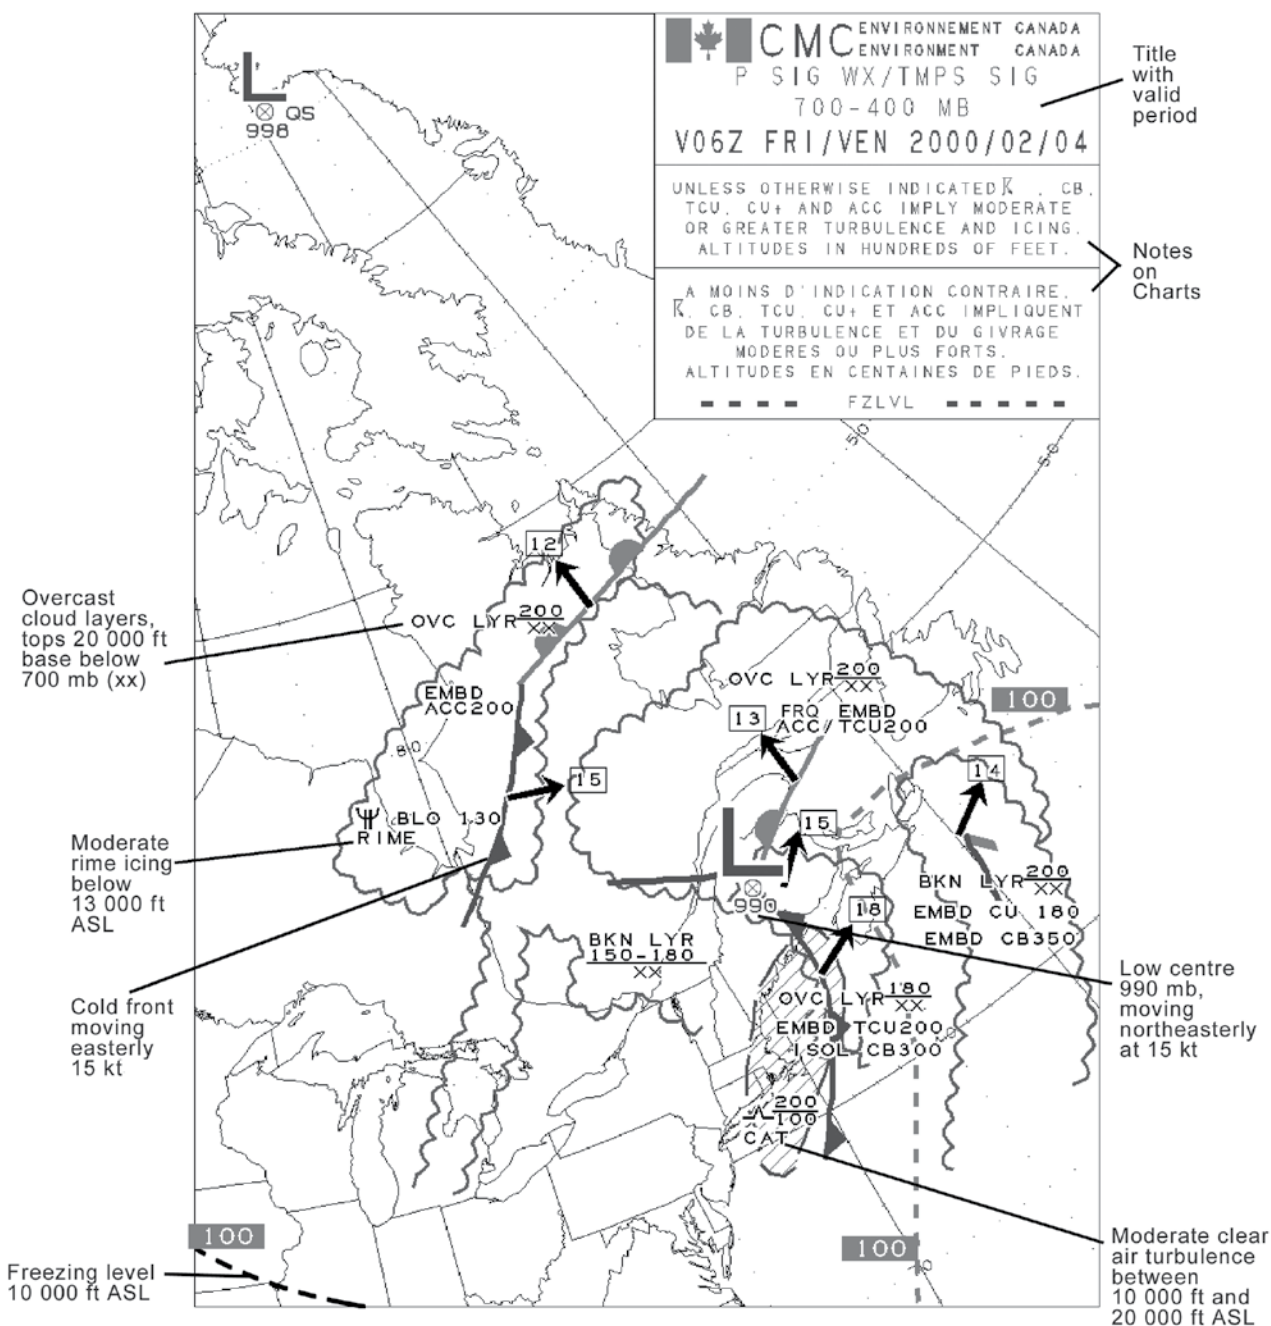 CMC ENVIRONNEMENT CANADA
ENVIRONMENT CANADA
P SIG WX/TMPS SIG
700-400 MB
V06Z FRI/VEN 2000/02/04
UNLESS OTHERWISE INDICATED , CB,
TCU, CU+ AND ACC IMPLY MODERATE
OR GREATER TURBULENCE AND ICING.
ALTITUDES IN HUNDREDS OF FEET.
A MOINS D'INDICATION CONTRAIRE,
, CB, TCU, CU+ ET ACC IMPLIQUENT
DE LA TURBULENCE ET DU GIVRAGE
MODERES OU PLUS FORTS.
ALTITUDES EN CENTAINES DE PIEDS.
FZLVL
Title
with
valid
period
Notes
on
Charts
L
QS
998
50
50
12
OVC LYR 200
XX
EMBD
ACC200
80
15
BLO 130
RIME
Overcast
cloud layers,
tops 20 000 ft
base below
700 mb (xx)
Moderate
rime icing
below
13 000 ft
ASL
Cold front
moving
easterly
15 kt
Freezing level
10 000 ft ASL
100
OVC LYR 200
XX
FRQ EMBD
ACC/TCU200
13
15
L
990
18
100
14
BKN LYR 200
XX
EMBD CU 180
EMBD CB350
BKN LYR
150-180
XX
OVC LYR 180
XX
EMBD TCU200
ISOL CB300
200
100
CAT
100
Low centre
990 mb,
moving
northeasterly
at 15 kt
Moderate clear
air turbulence
between
10 000 ft and
20 000 ft ASL